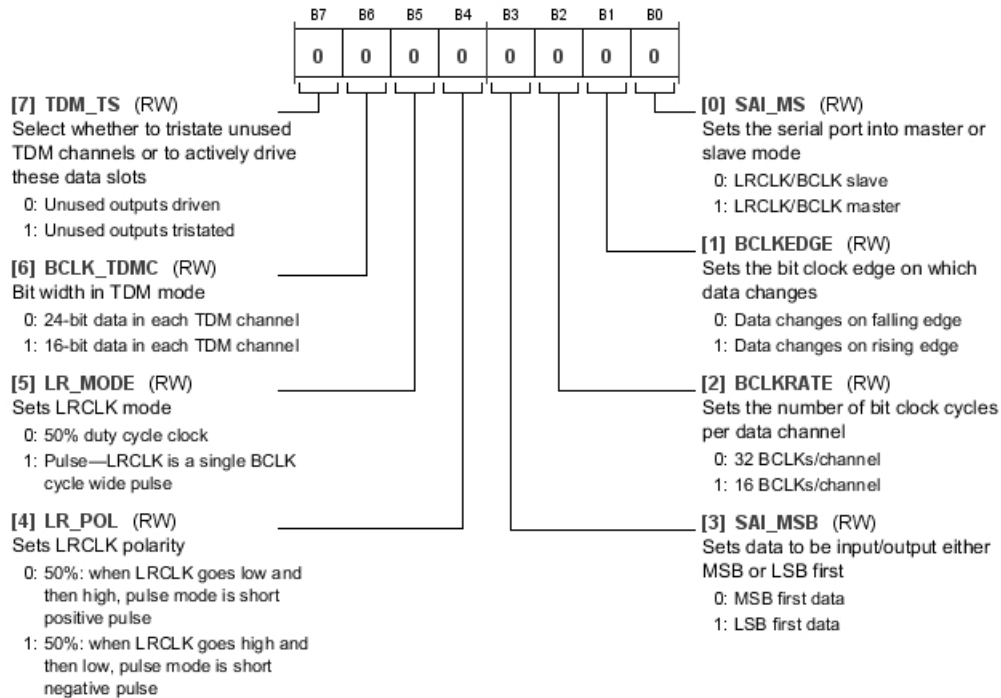 B7 B6 B5 B4 B3 B2 B1 B0
0 0 0 0 0 0 0 0
[7] TDM_TS (RW)
Select whether to tristate unused
TDM channels or to actively drive
these data slots
0: Unused outputs driven
1: Unused outputs tristated
[6] BCLK_TDMC (RW)
Bit width in TDM mode
0: 24-bit data in each TDM channel
1: 16-bit data in each TDM channel
[5] LR_MODE (RW)
Sets LRCLK mode
0: 50% duty cycle clock
1: Pulse—LRCLK is a single BCLK
cycle wide pulse
[4] LR_POL (RW)
Sets LRCLK polarity
0: 50%: when LRCLK goes low and
then high, pulse mode is short
positive pulse
1: 50%: when LRCLK goes high and
then low, pulse mode is short
negative pulse
[0] SAI_MS (RW)
Sets the serial port into master or
slave mode
0: LRCLK/BCLK slave
1: LRCLK/BCLK master
[1] BCLKEDGE (RW)
Sets the bit clock edge on which
data changes
0: Data changes on falling edge
1: Data changes on rising edge
[2] BCLKRATE (RW)
Sets the number of bit clock cycles
per data channel
0: 32 BCLKs/channel
1: 16 BCLKs/channel
[3] SAI_MSB (RW)
Sets data to be input/output either
MSB or LSB first
0: MSB first data
1: LSB first data